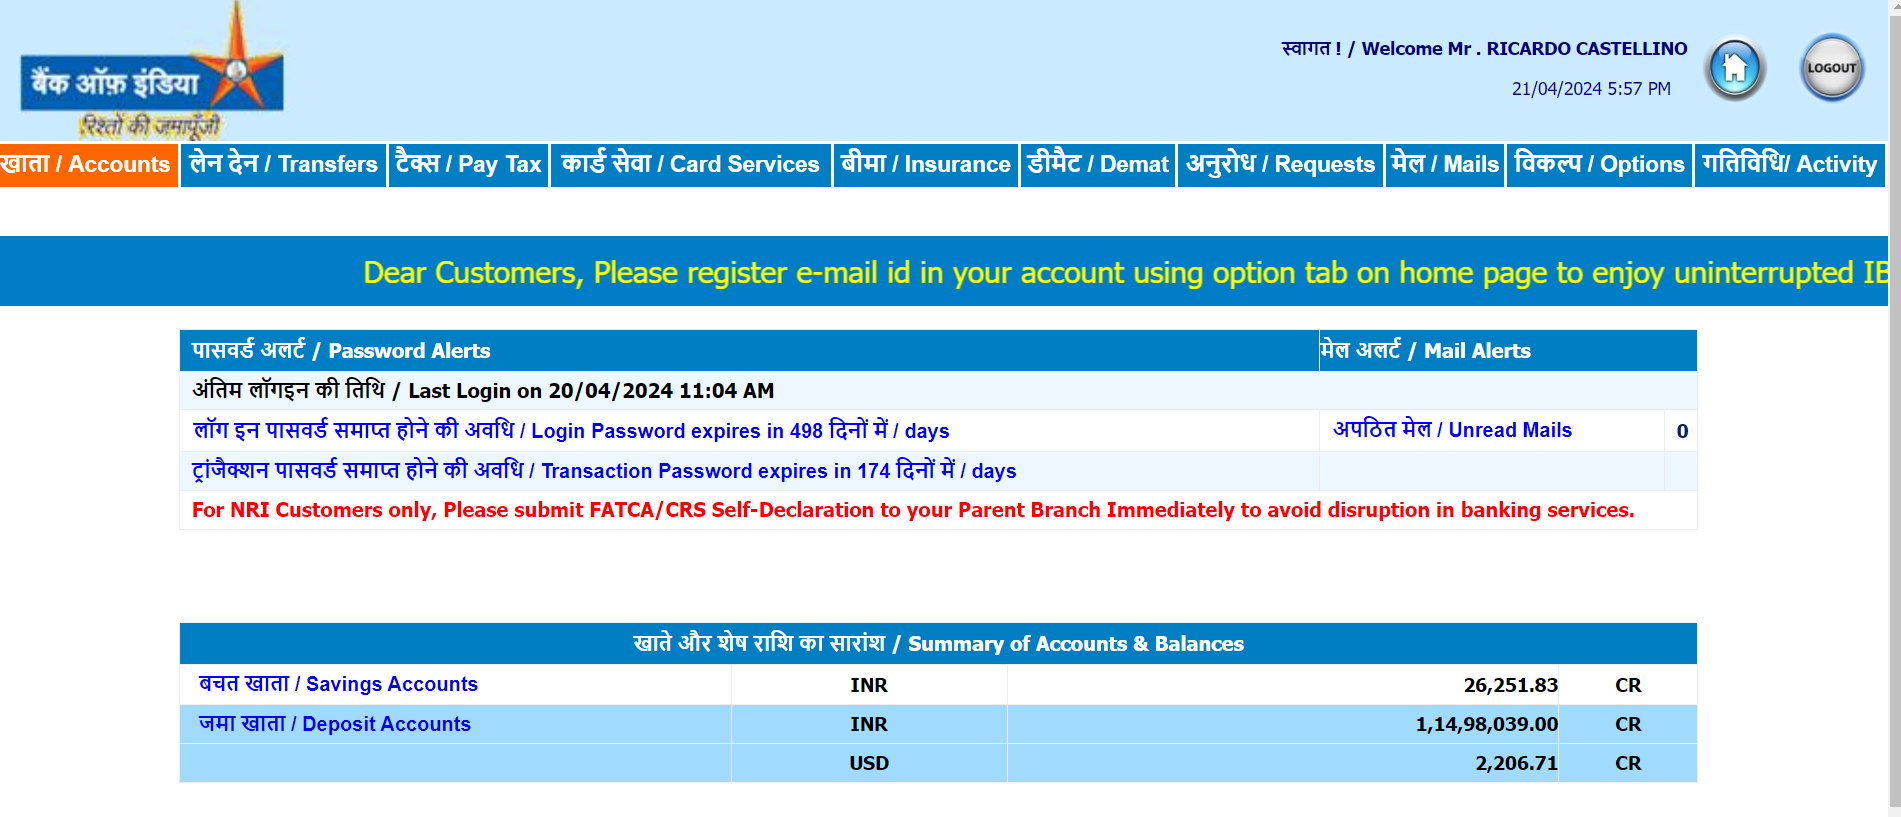 बैंक ऑफ़ इंडिया
रिश्तों की जमापूँजी
स्वागत ! / Welcome Mr . RICARDO CASTELLINO
21/04/2024 5:57 PM
LOGOUT
खाता / Accounts लेन देन / Transfers टैक्स / Pay Tax कार्ड सेवा / Card Services बीमा / Insurance डीमैट / Demat अनुरोध / Requests मेल / Mails विकल्प / Options गतिविधि/ Activity
Dear Customers, Please register e-mail id in your account using option tab on home page to enjoy uninterrupted IB
पासवर्ड अलर्ट / Password Alerts मेल अलर्ट / Mail Alerts
अंतिम लॉगइन की तिथि / Last Login on 20/04/2024 11:04 AM
लॉग इन पासवर्ड समाप्त होने की अवधि / Login Password expires in 498 दिनों में / days अपठित मेल / Unread Mails 0
ट्रांजैक्शन पासवर्ड समाप्त होने की अवधि / Transaction Password expires in 174 दिनों में / days
For NRI Customers only, Please submit FATCA/CRS Self-Declaration to your Parent Branch Immediately to avoid disruption in banking services.
खाते और शेष राशि का सारांश / Summary of Accounts & Balances
बचत खाता / Savings Accounts INR 26,251.83 CR
जमा खाता / Deposit Accounts INR 1,14,98,039.00 CR
USD 2,206.71 CR